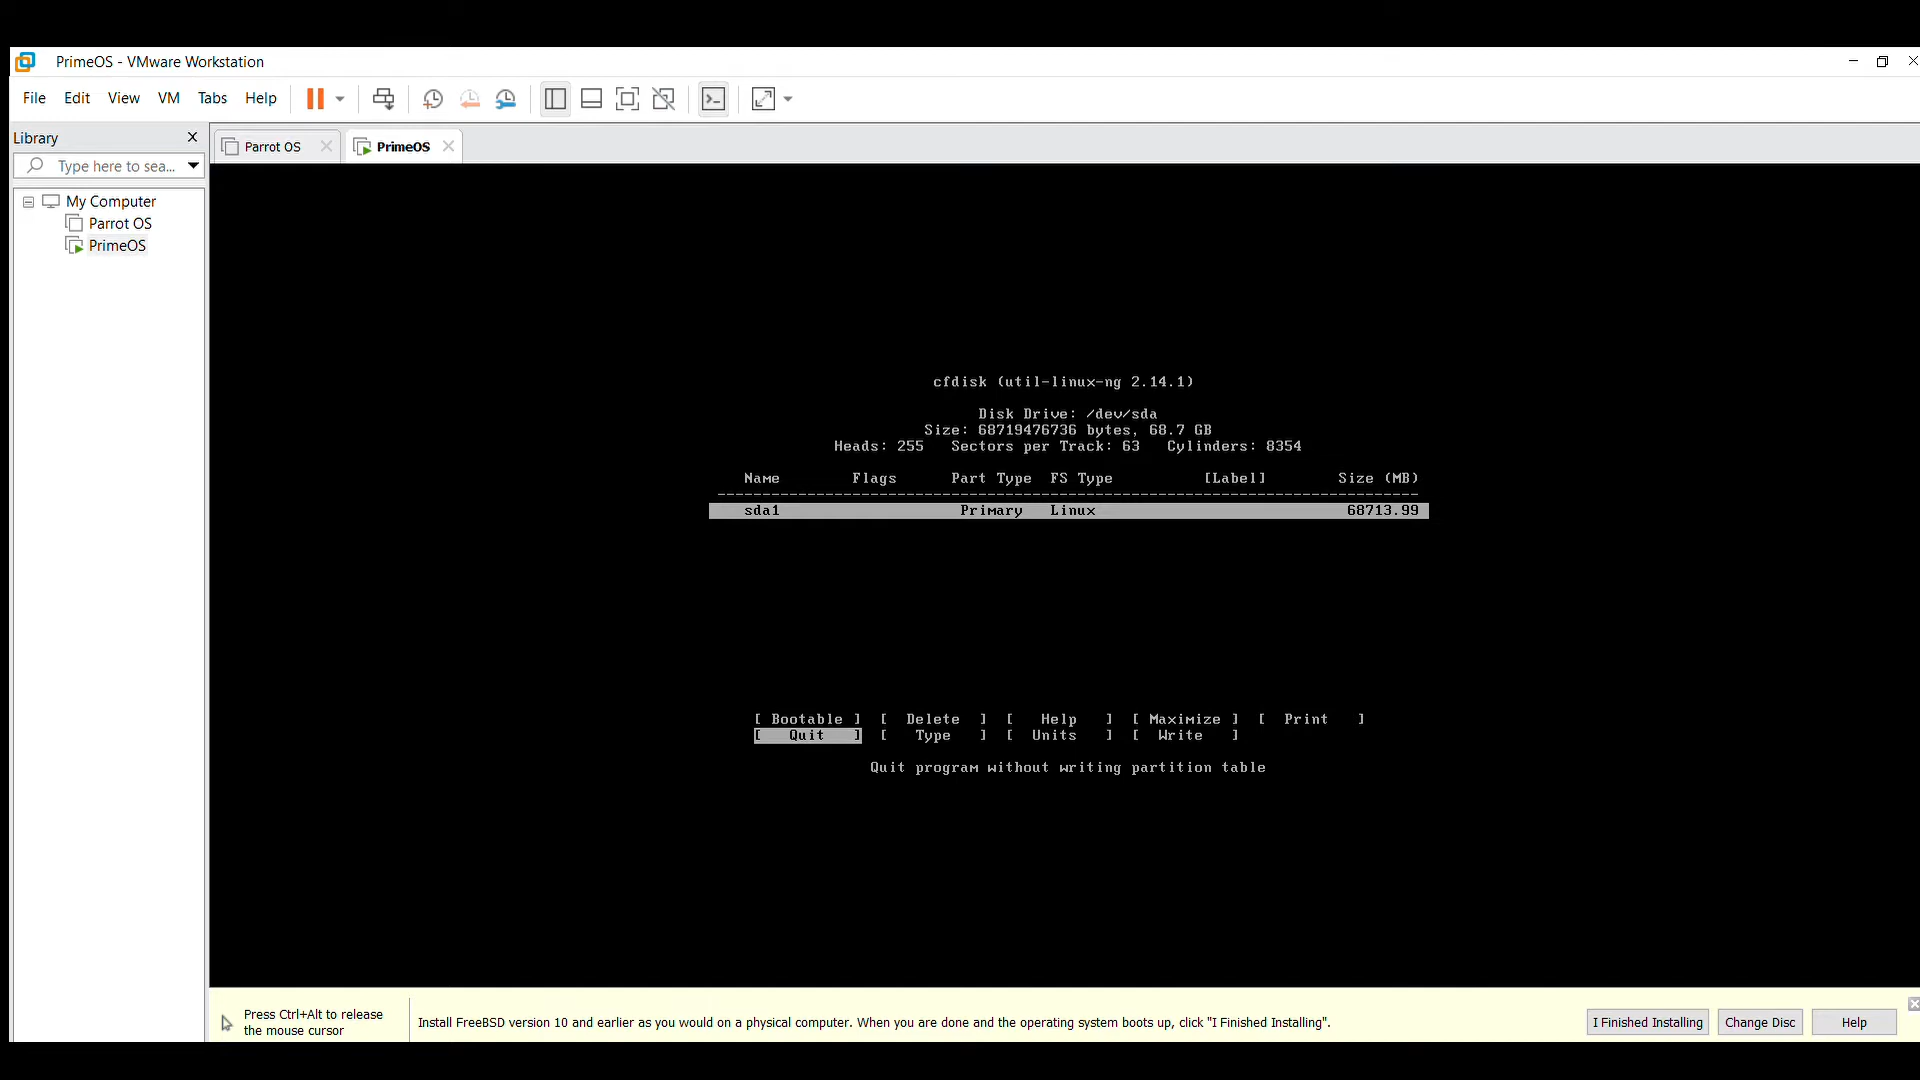 PrimeOS - VMware Workstation
File Edit View VM Tabs Help
Library
Parrot OS
PrimeOS
Type here to sea...
My Computer
Parrot OS
PrimeOS
cfdisk (util-linux-ng 2.14.1)
Disk Drive: /dev/sda
Size: 68719476736 bytes, 68.7 GB
Heads: 255 Sectors per Track: 63 Cylinders: 8354
Name Flags Part Type FS Type [Label] Size (MB)
sda1 Primary Linux 68713.99
[ Bootable ] [ Delete ] [ Help ] [ Maximize ] [ Print ]
[ Quit ] [ Type ] [ Units ] [ Write ]
Quit program without writing partition table
Press Ctrl+Alt to release
the mouse cursor
Install FreeBSD version 10 and earlier as you would on a physical computer. When you are done and the operating system boots up, click "I Finished Installing".
I Finished Installing
Change Disc
Help